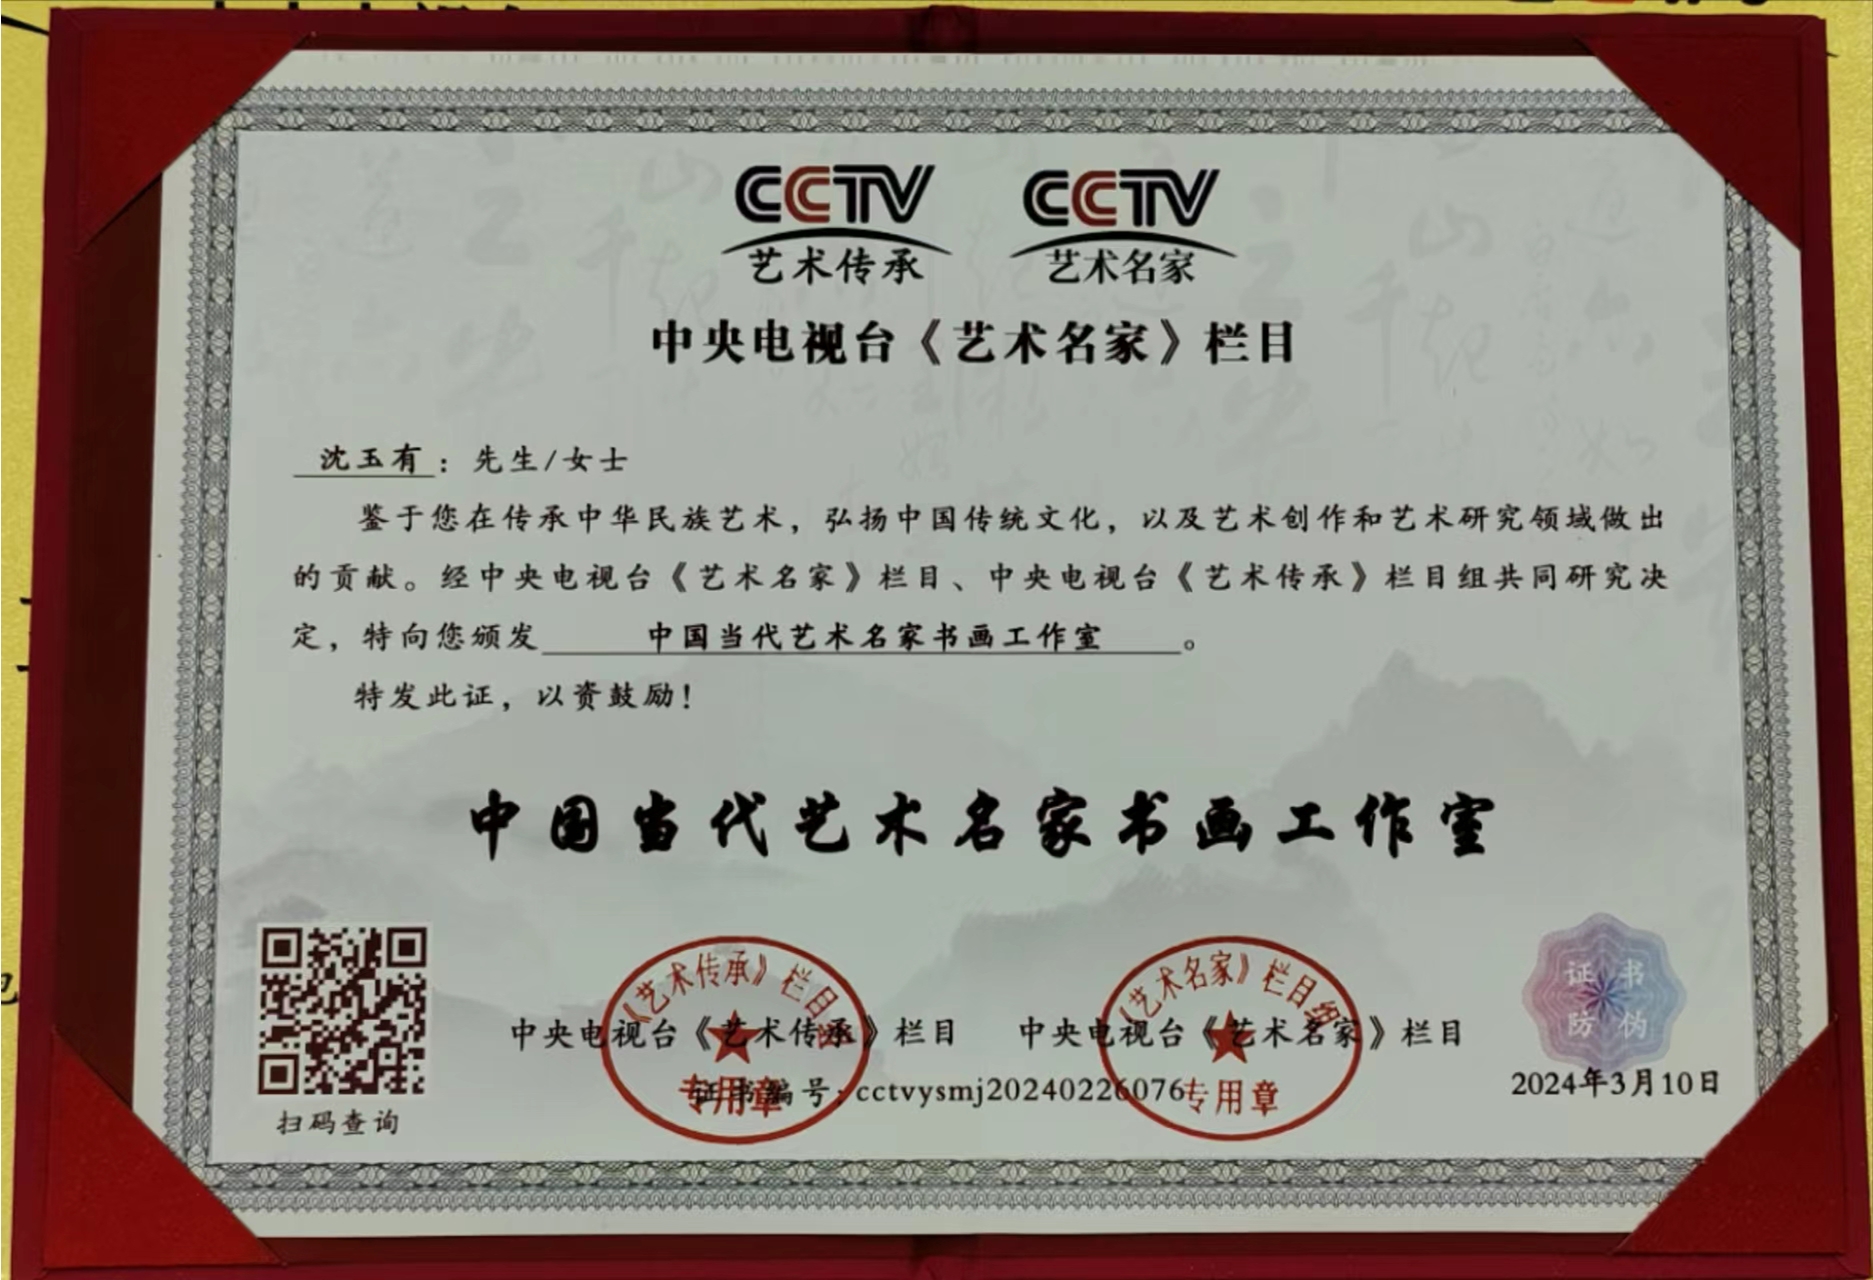 CCTV CCTV
艺术传承 艺术名家
中央电视台《艺术名家》栏目
沈玉有：先生/女士
鉴于您在传承中华民族艺术，弘扬中国传统文化，以及艺术创作和艺术研究领域做出
的贡献。经中央电视台《艺术名家》栏目、中央电视台《艺术传承》栏目组共同研究决
定，特向您颁发 中国当代艺术名家书画工作室 。
特发此证，以资鼓励！
中国当代艺术名家书画工作室
《艺术传承》栏目组 《艺术名家》栏目组
证书
防伪
中央电视台《艺术传承》栏目 中央电视台《艺术名家》栏目
专用章 专用章
证书编号：cctvysmj20240226076
2024年3月10日
扫码查询